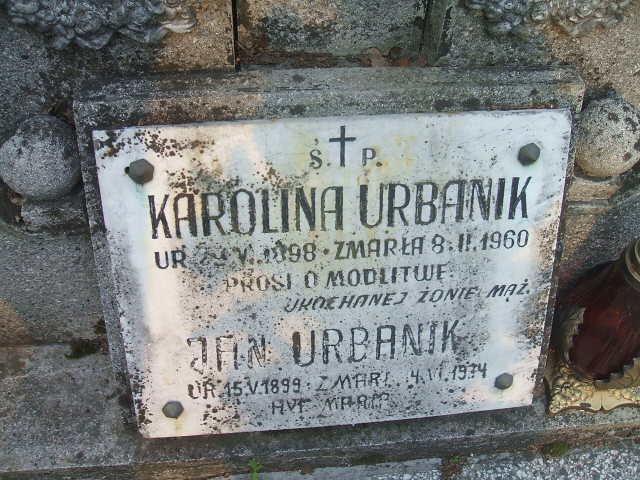 Ś. P.
KAROLINA URBANIK
UR. 29.V.1898 · ZMARŁA 8.II.1960
PROSI O MODLITWĘ
UKOCHANEJ ŻONIE MĄŻ.
JAN URBANIK
UR. 15.V.1899 ZMARŁ 4.VI.1974
AVE MARIA